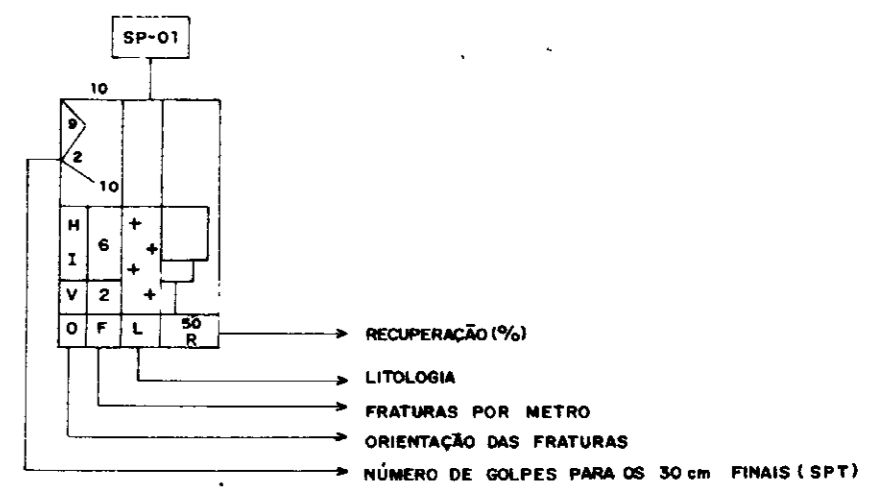 SP-01
10
9
2
10
H 6
I
V 2
O F L 50
R
RECUPERAÇÃO (%)
LITOLOGIA
FRATURAS POR METRO
ORIENTAÇÃO DAS FRATURAS
NÚMERO DE GOLPES PARA OS 30 cm FINAIS (SPT)